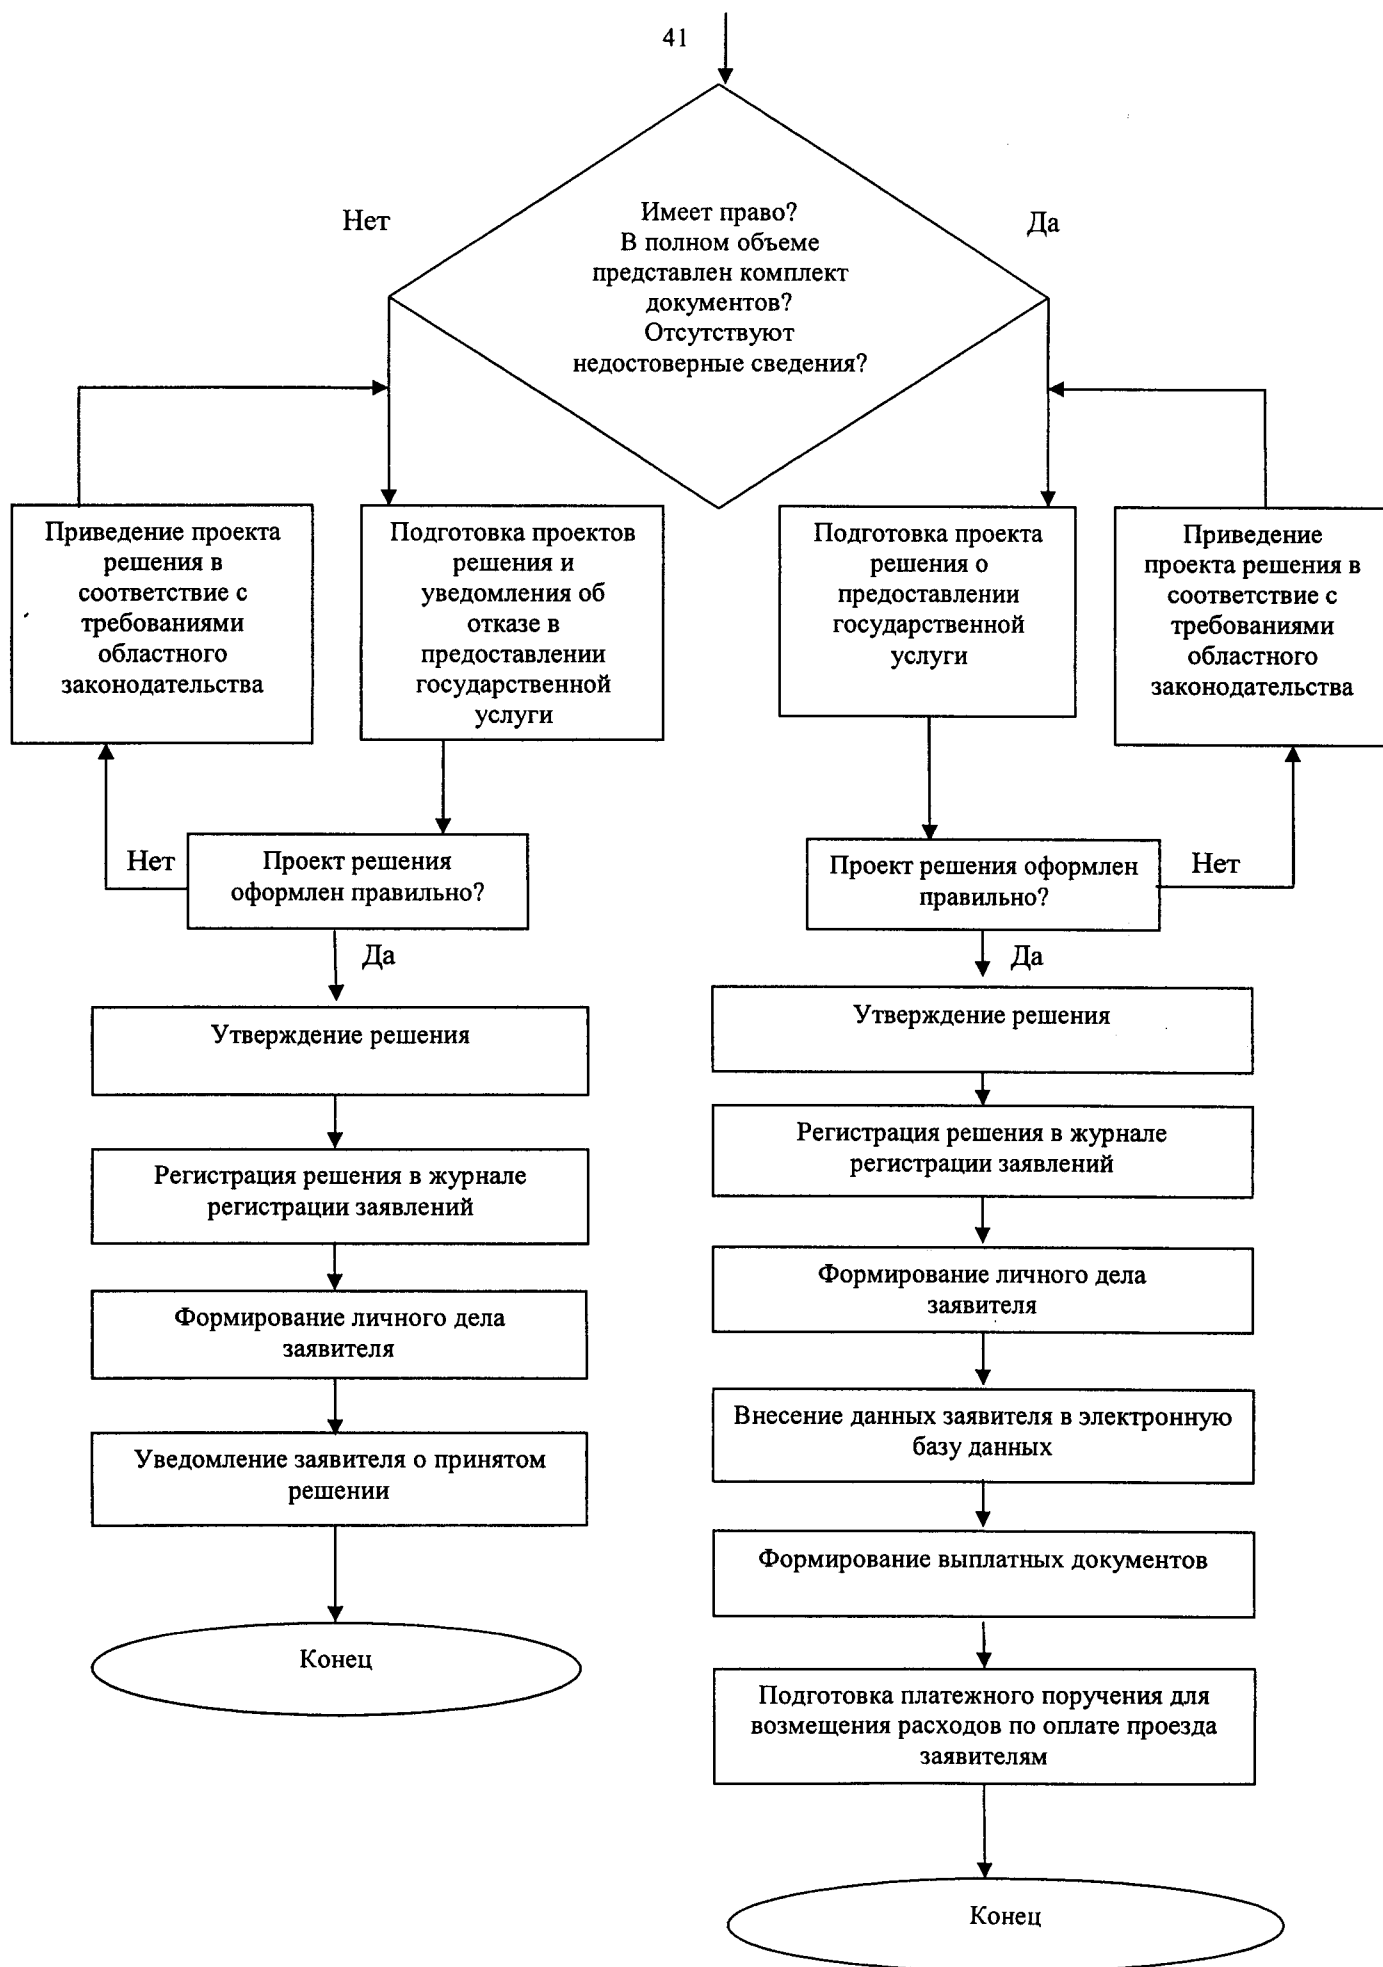 41
Нет
Имеет право?
В полном объеме
представлен комплект
документов?
Отсутствуют
недостоверные сведения?
Да
Приведение проекта
решения в
соответствие с
требованиями
областного
законодательства
Подготовка проектов
решения и
уведомления об
отказе в
предоставлении
государственной
услуги
Подготовка проекта
решения о
предоставлении
государственной
услуги
Приведение
проекта решения в
соответствие с
требованиями
областного
законодательства
Нет
Проект решения
оформлен правильно?
Проект решения оформлен
правильно?
Нет
Да
Да
Утверждение решения
Регистрация решения в журнале
регистрации заявлений
Формирование личного дела
заявителя
Уведомление заявителя о принятом
решении
Конец
Утверждение решения
Регистрация решения в журнале
регистрации заявлений
Формирование личного дела
заявителя
Внесение данных заявителя в электронную
базу данных
Формирование выплатных документов
Подготовка платежного поручения для
возмещения расходов по оплате проезда
заявителям
Конец